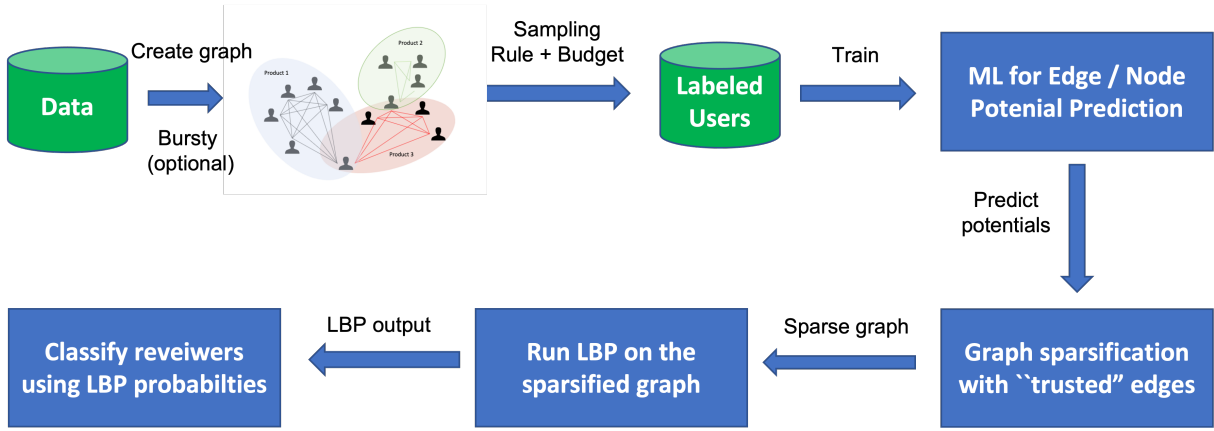 Data
Create graph
Bursty
(optional)
Product 1
Product 2
Product 3
Sampling
Rule + Budget
Labeled
Users
Train
ML for Edge / Node
Potenial Prediction
Predict
potentials
Graph sparsification
with ``trusted” edges
Sparse graph
Run LBP on the
sparsified graph
LBP output
Classify reveiwers
using LBP probabilties